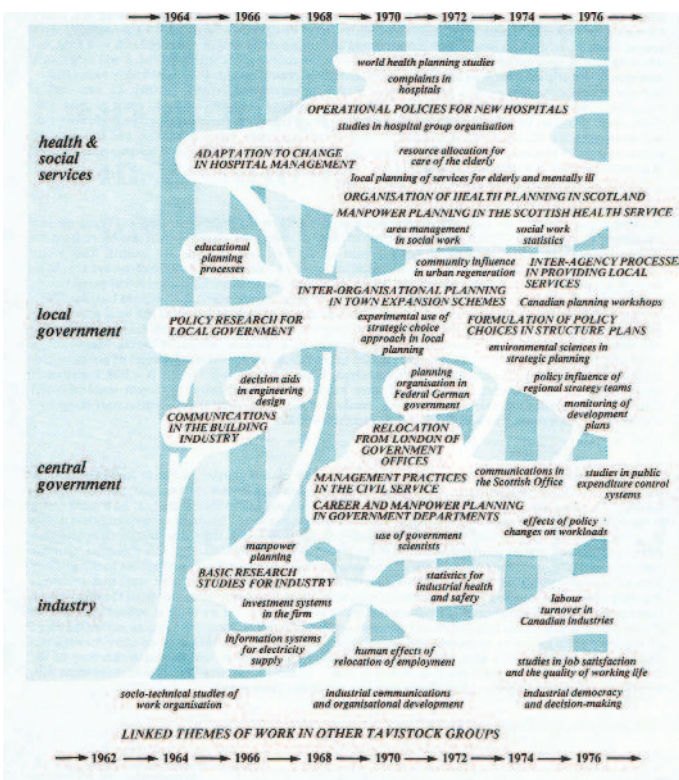 1964 1966 1968 1970 1972 1974 1976
world health planning studies
complaints in
hospitals
OPERATIONAL POLICIES FOR NEW HOSPITALS
studies in hospital group organisation
health &
social
services
ADAPTATION TO CHANGE
IN HOSPITAL MANAGEMENT
resource allocation for
care of the elderly
local planning of services for elderly and mentally ill
ORGANISATION OF HEALTH PLANNING IN SCOTLAND
MANPOWER PLANNING IN THE SCOTTISH HEALTH SERVICE
area management
in social work
social work
statistics
educational
planning
processes
community influence
in urban regeneration
INTER-AGENCY PROCESSES
IN PROVIDING LOCAL
SERVICES
INTER-ORGANISATIONAL PLANNING
IN TOWN EXPANSION SCHEMES
Canadian planning workshops
local
government
POLICY RESEARCH FOR
LOCAL GOVERNMENT
experimental use of
strategic choice
approach in local
planning
FORMULATION OF POLICY
CHOICES IN STRUCTURE PLANS
environmental sciences in
strategic planning
decision aids
in engineering
design
planning
organisation in
Federal German
government
policy influence of
regional strategy teams
monitoring of
development
plans
COMMUNICATIONS
IN THE BUILDING
INDUSTRY
RELOCATION
FROM LONDON OF
GOVERNMENT
OFFICES
central
government
MANAGEMENT PRACTICES
IN THE CIVIL SERVICE
communications in
the Scottish Office
studies in public
expenditure control
systems
CAREER AND MANPOWER PLANNING
IN GOVERNMENT DEPARTMENTS
use of government
scientists
effects of policy
changes on workloads
manpower
planning
BASIC RESEARCH
STUDIES FOR INDUSTRY
statistics for
industrial health
and safety
industry
investment systems
in the firm
labour
turnover in
Canadian industries
information systems
for electricity
supply
human effects of
relocation of employment
studies in job satisfaction
and the quality of working life
socio-technical studies of
work organisation
industrial communications
and organisational development
industrial democracy
and decision-making
LINKED THEMES OF WORK IN OTHER TAVISTOCK GROUPS
1962 1964 1966 1968 1970 1972 1974 1976